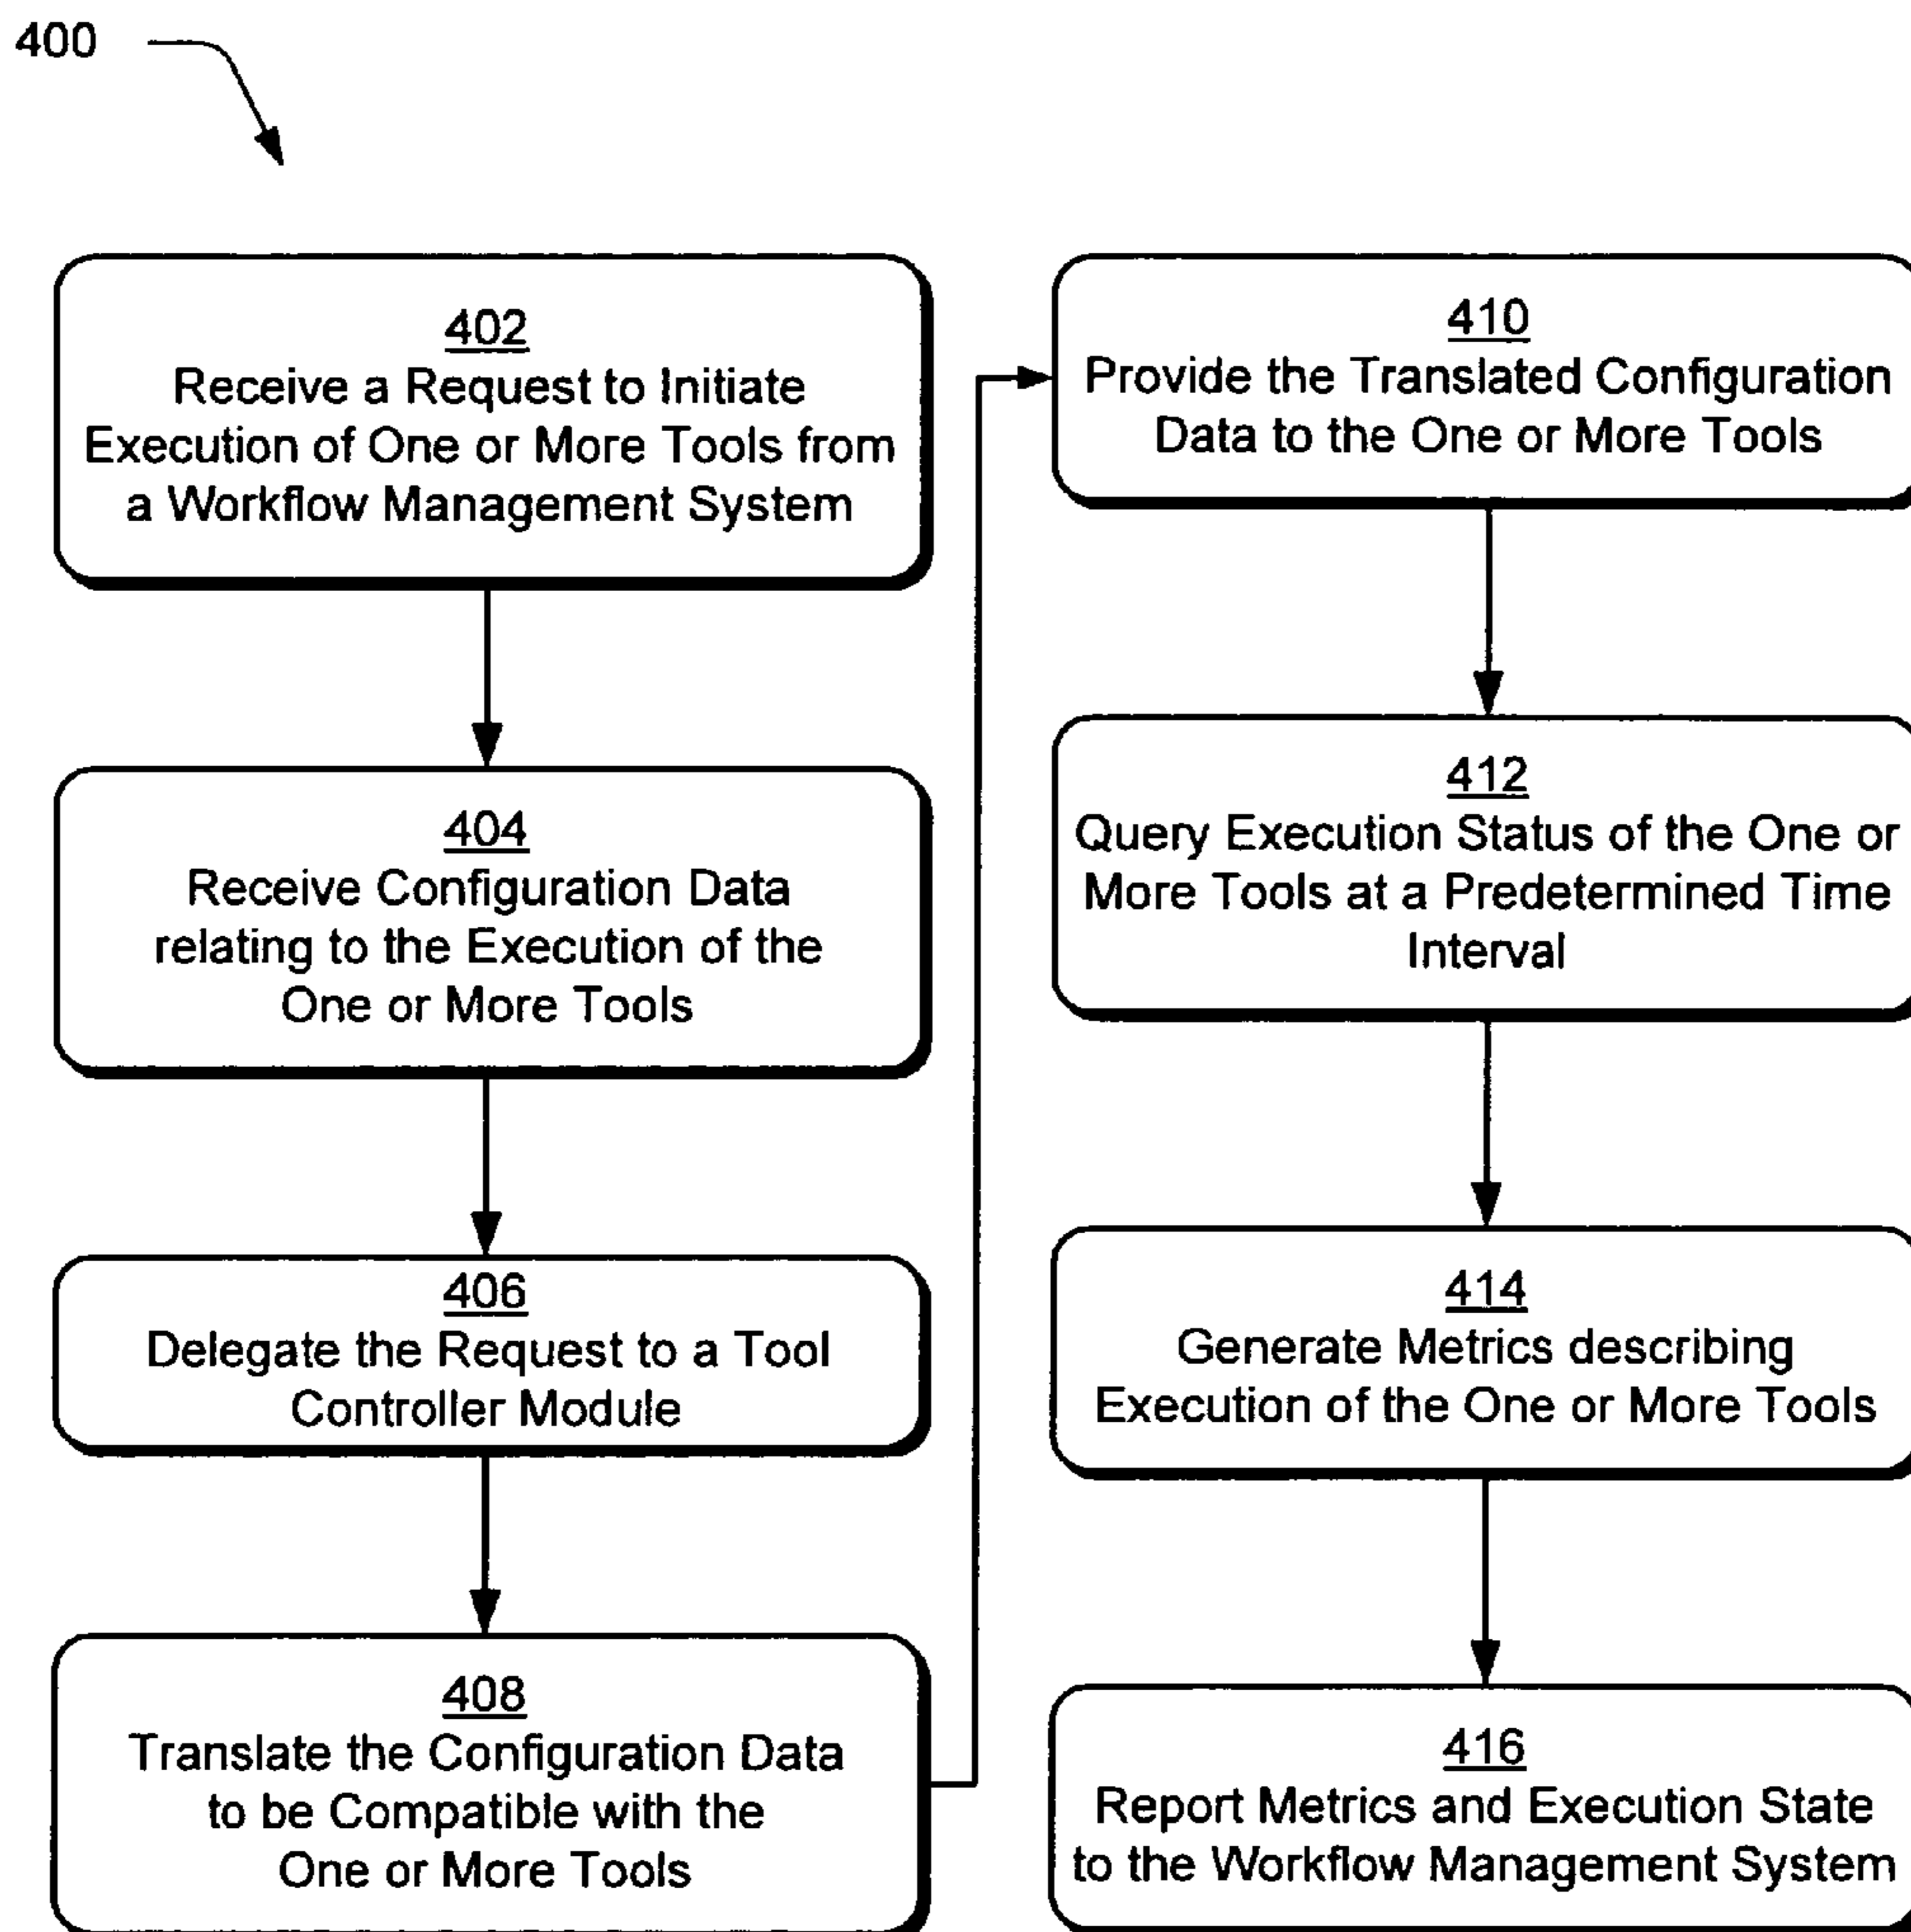 400
402
Receive a Request to Initiate
Execution of One or More Tools from
a Workflow Management System
404
Receive Configuration Data
relating to the Execution of the
One or More Tools
406
Delegate the Request to a Tool
Controller Module
408
Translate the Configuration Data
to be Compatible with the
One or More Tools
410
Provide the Translated Configuration
Data to the One or More Tools
412
Query Execution Status of the One or
More Tools at a Predetermined Time
Interval
414
Generate Metrics describing
Execution of the One or More Tools
416
Report Metrics and Execution State
to the Workflow Management System